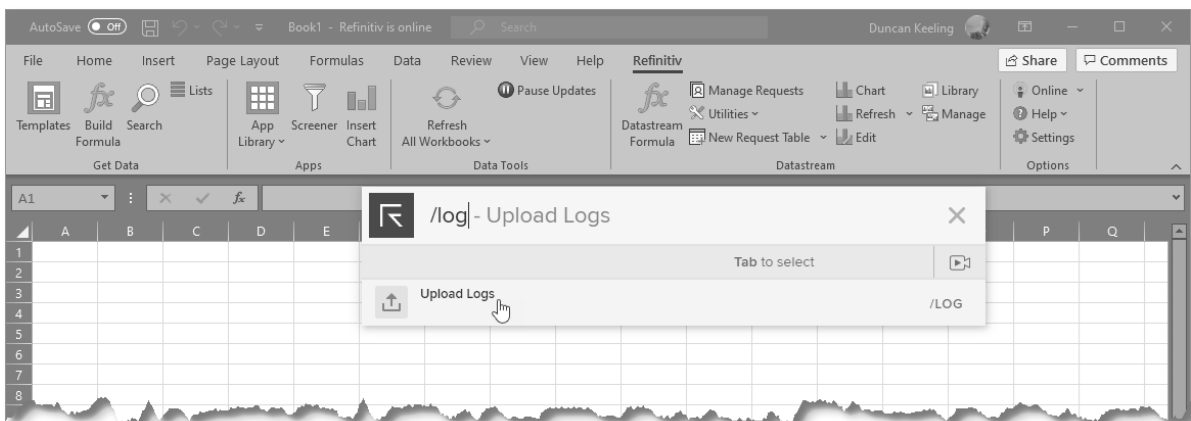 AutoSave Off Book1 - Refinitiv is online Search Duncan Keeling
File Home Insert Page Layout Formulas Data Review View Help Refinitiv Share Comments
Templates Build Formula Search Lists App Library Screener Insert Chart Refresh All Workbooks Pause Updates Datastream Formula Manage Requests Utilities New Request Table Chart Refresh Edit Library Manage Online Help Settings
Get Data Apps Data Tools Datastream Options
A1 fx
/log - Upload Logs
A B C D E P Q
Tab to select
Upload Logs
/LOG
1
2
3
4
5
6
7
8